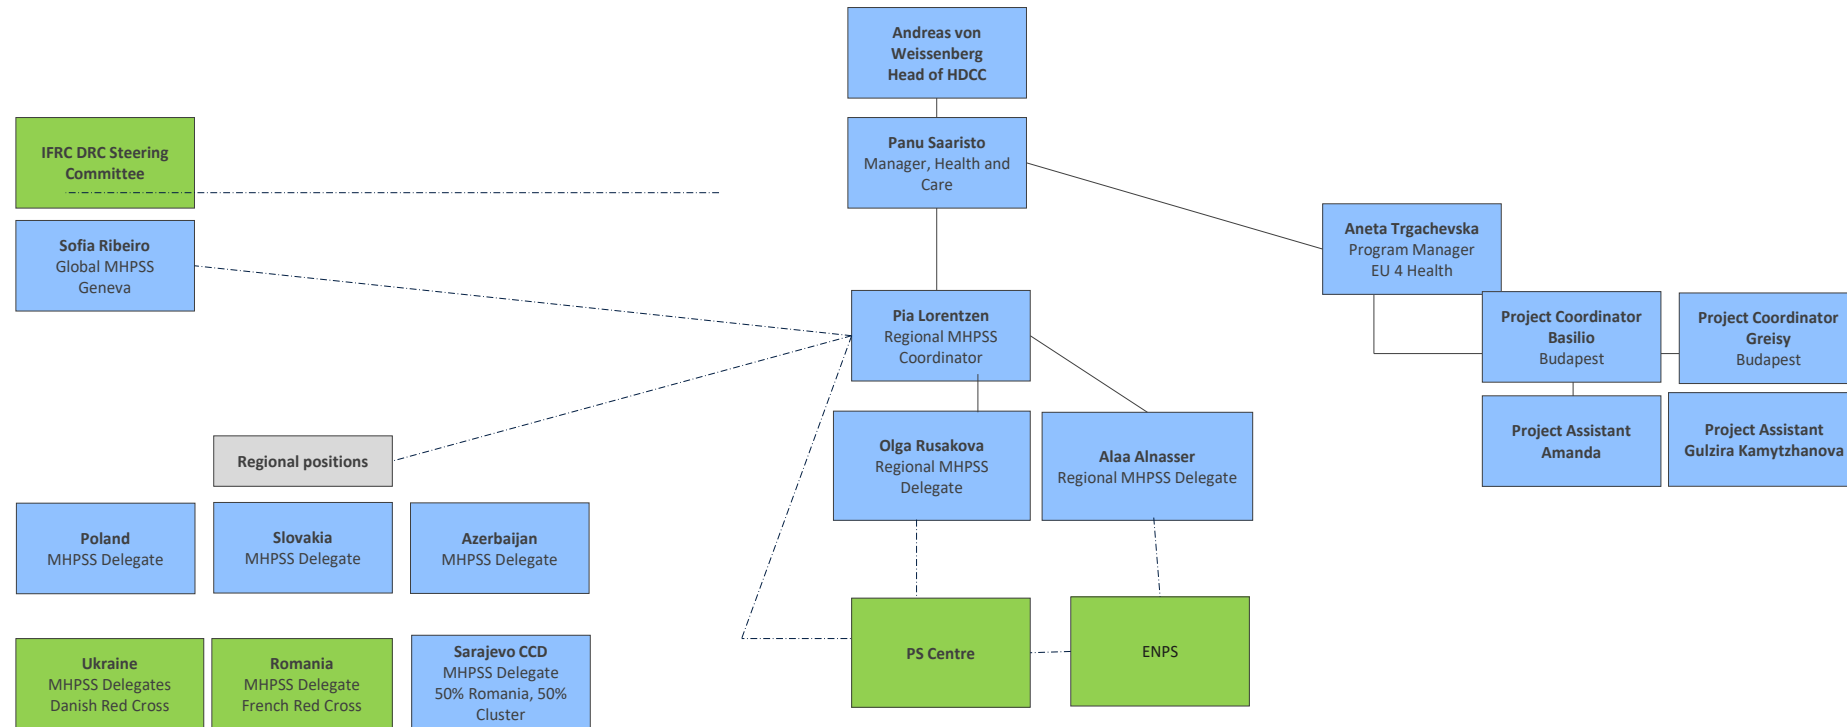 Andreas von
Weissenberg
Head of HDCC
IFRC DRC Steering
Committee
Panu Saaristo
Manager, Health and
Care
Sofia Ribeiro
Global MHPSS
Geneva
Aneta Trgachevska
Program Manager
EU 4 Health
Pia Lorentzen
Regional MHPSS
Coordinator
Project Coordinator
Basilio
Budapest
Project Coordinator
Greisy
Budapest
Regional positions
Olga Rusakova
Regional MHPSS
Delegate
Alaa Alnasser
Regional MHPSS Delegate
Project Assistant
Amanda
Project Assistant
Gulzira Kamytzhanova
Poland
MHPSS Delegate
Slovakia
MHPSS Delegate
Azerbaijan
MHPSS Delegate
Ukraine
MHPSS Delegates
Danish Red Cross
Romania
MHPSS Delegate
French Red Cross
Sarajevo CCD
MHPSS Delegate
50% Romania, 50%
Cluster
PS Centre
ENPS